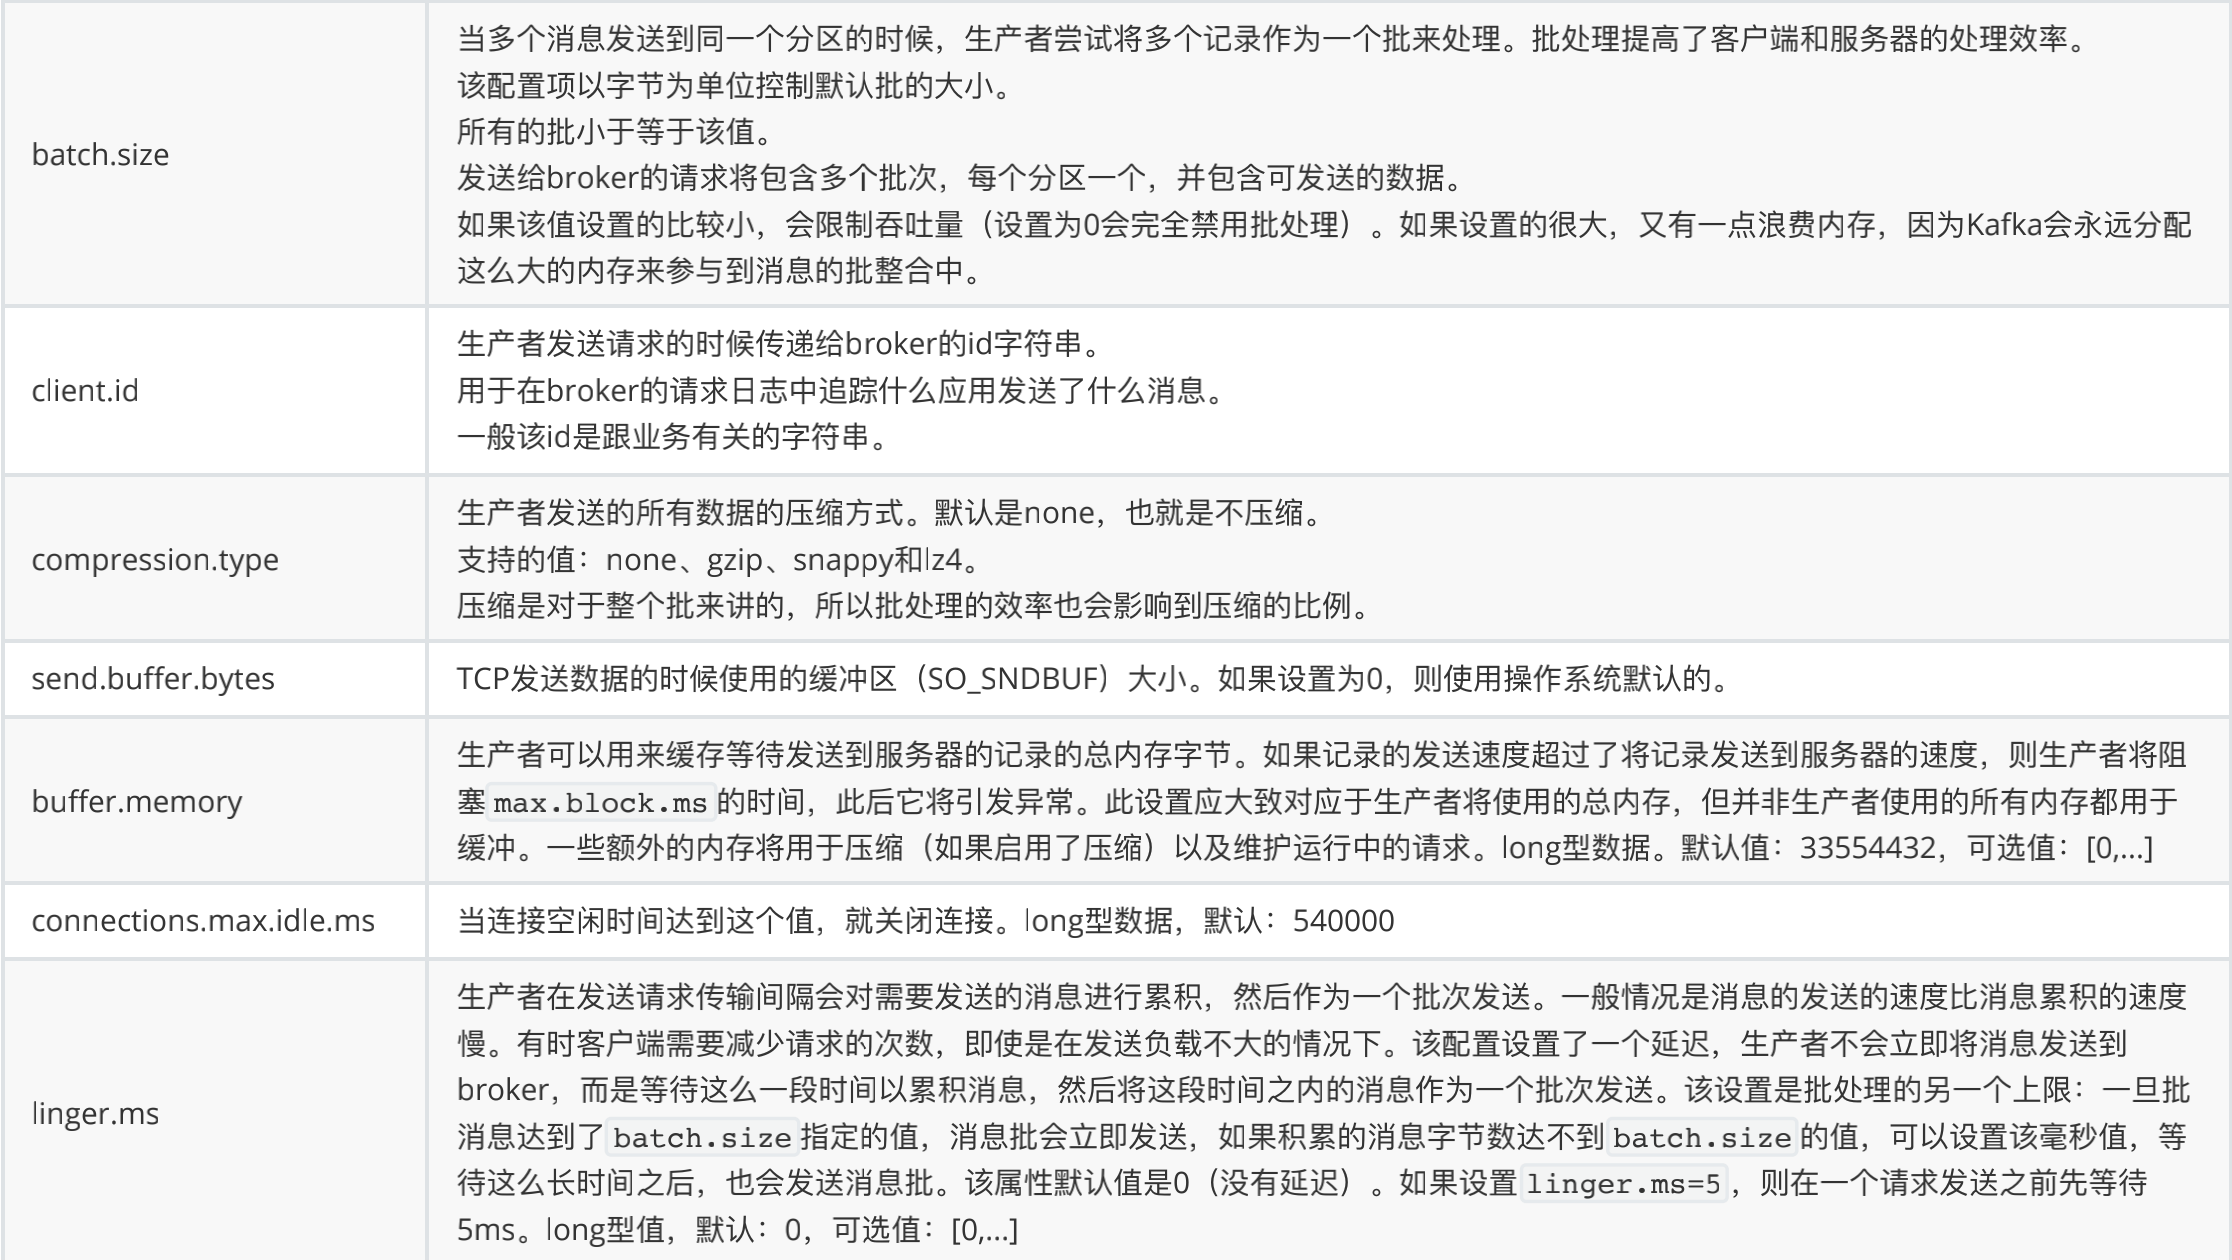 batch.size
当多个消息发送到同一个分区的时候，生产者尝试将多个记录作为一个批来处理。批处理提高了客户端和服务器的处理效率。
该配置项以字节为单位控制默认批的大小。
所有的批小于等于该值。
发送给broker的请求将包含多个批次，每个分区一个，并包含可发送的数据。
如果该值设置的比较小，会限制吞吐量（设置为0会完全禁用批处理）。如果设置的很大，又有一点浪费内存，因为Kafka会永远分配
这么大的内存来参与到消息的批整合中。
client.id
生产者发送请求的时候传递给broker的id字符串。
用于在broker的请求日志中追踪什么应用发送了什么消息。
一般该id是跟业务有关的字符串。
compression.type
生产者发送的所有数据的压缩方式。默认是none，也就是不压缩。
支持的值：none、gzip、snappy和lz4。
压缩是对于整个批来讲的，所以批处理的效率也会影响到压缩的比例。
send.buffer.bytes
TCP发送数据的时候使用的缓冲区（SO_SNDBUF）大小。如果设置为0，则使用操作系统默认的。
buffer.memory
生产者可以用来缓存等待发送到服务器的记录的总内存字节。如果记录的发送速度超过了将记录发送到服务器的速度，则生产者将阻
塞max.block.ms的时间，此后它将引发异常。此设置应大致对应于生产者将使用的总内存，但并非生产者使用的所有内存都用于
缓冲。一些额外的内存将用于压缩（如果启用了压缩）以及维护运行中的请求。long型数据。默认值：33554432，可选值：[0,...]
connections.max.idle.ms
当连接空闲时间达到这个值，就关闭连接。long型数据，默认：540000
linger.ms
生产者在发送请求传输间隔会对需要发送的消息进行累积，然后作为一个批次发送。一般情况是消息的发送的速度比消息累积的速度
慢。有时客户端需要减少请求的次数，即使是在发送负载不大的情况下。该配置设置了一个延迟，生产者不会立即将消息发送到
broker，而是等待这么一段时间以累积消息，然后将这段时间之内的消息作为一个批次发送。该设置是批处理的另一个上限：一旦批
消息达到了batch.size指定的值，消息批会立即发送，如果积累的消息字节数达不到batch.size的值，可以设置该毫秒值，等
待这么长时间之后，也会发送消息批。该属性默认值是0（没有延迟）。如果设置linger.ms=5，则在一个请求发送之前先等待
5ms。long型值，默认：0，可选值：[0,...]